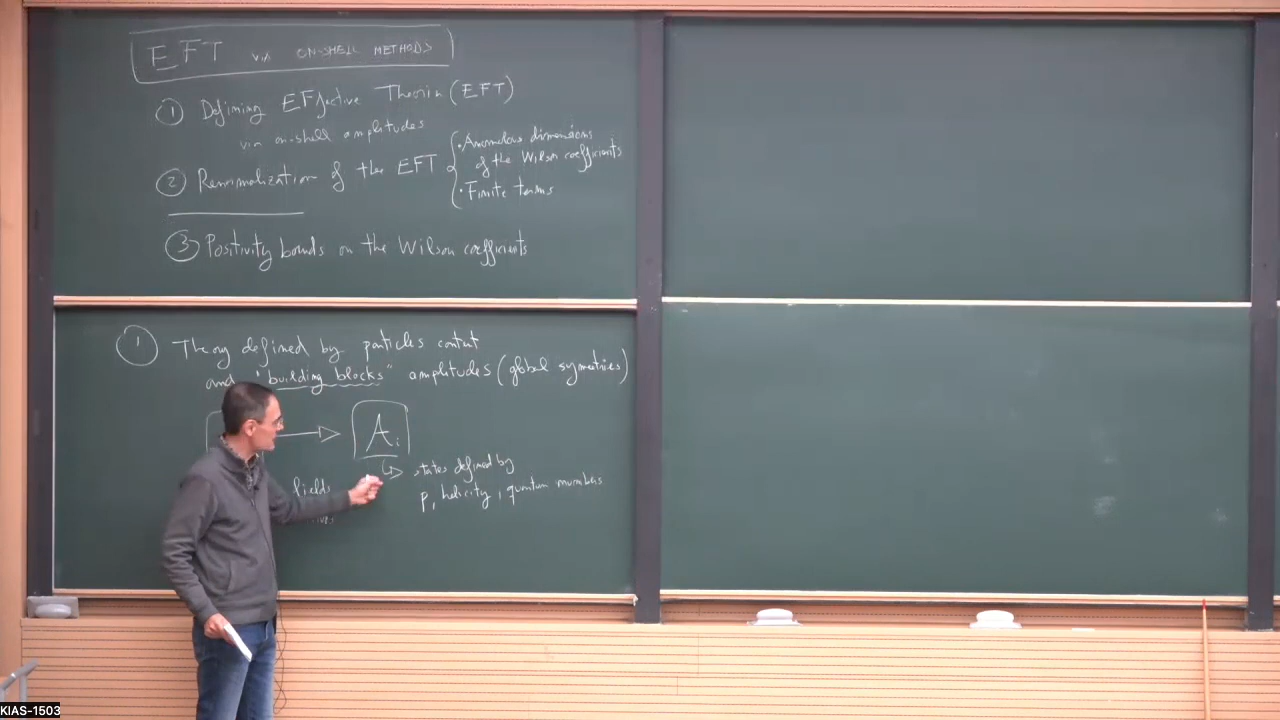 EFT VIA ON-SHELL METHODS
① Defining EFfective Theories (EFT)
via on-shell amplitudes
② Renormalization of the EFT
• Anomalous dimensions
of the Wilson coefficients
• Finite terms
③ Positivity bounds on the Wilson coefficients
① Theory defined by particles content
and "building blocks" amplitudes (global symmetries)
A i
states defined by
fields
p, helicity, quantum numbers
KIAS-1503